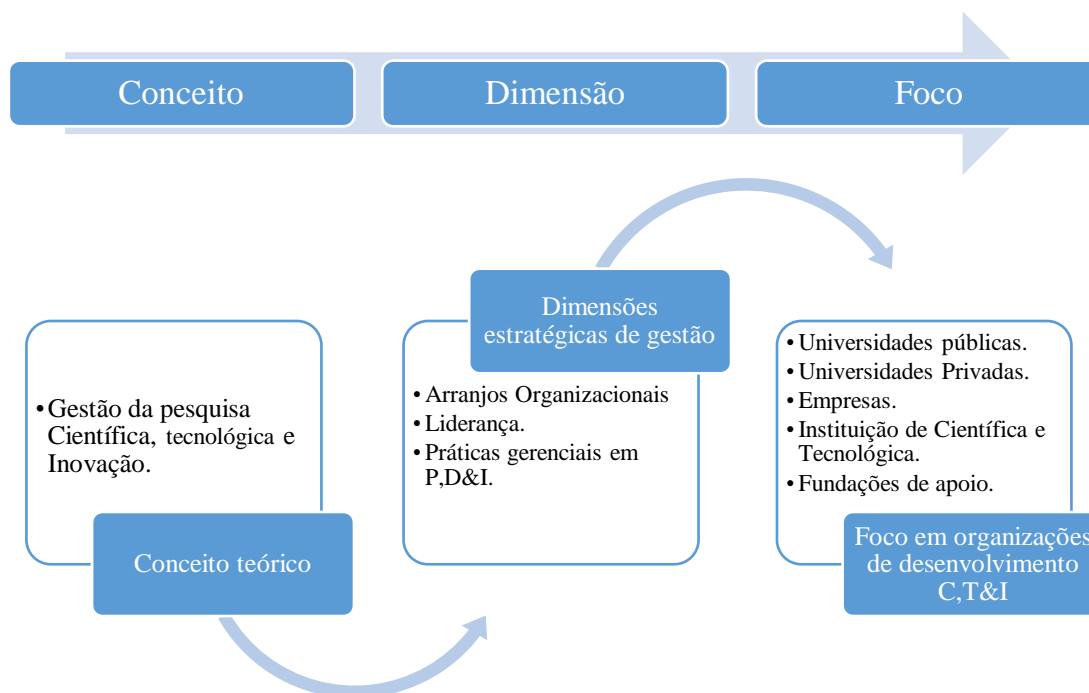 Conceito
Dimensão
Foco
• Gestão da pesquisa
Científica, tecnológica e
Inovação.
Conceito teórico
Dimensões
estratégicas de gestão
• Arranjos Organizacionais
• Liderança.
• Práticas gerenciais em
P,D&I.
• Universidades públicas.
• Universidades Privadas.
• Empresas.
• Instituição de Científica e
Tecnológica.
• Fundações de apoio.
Foco em organizações
de desenvolvimento
C,T&I